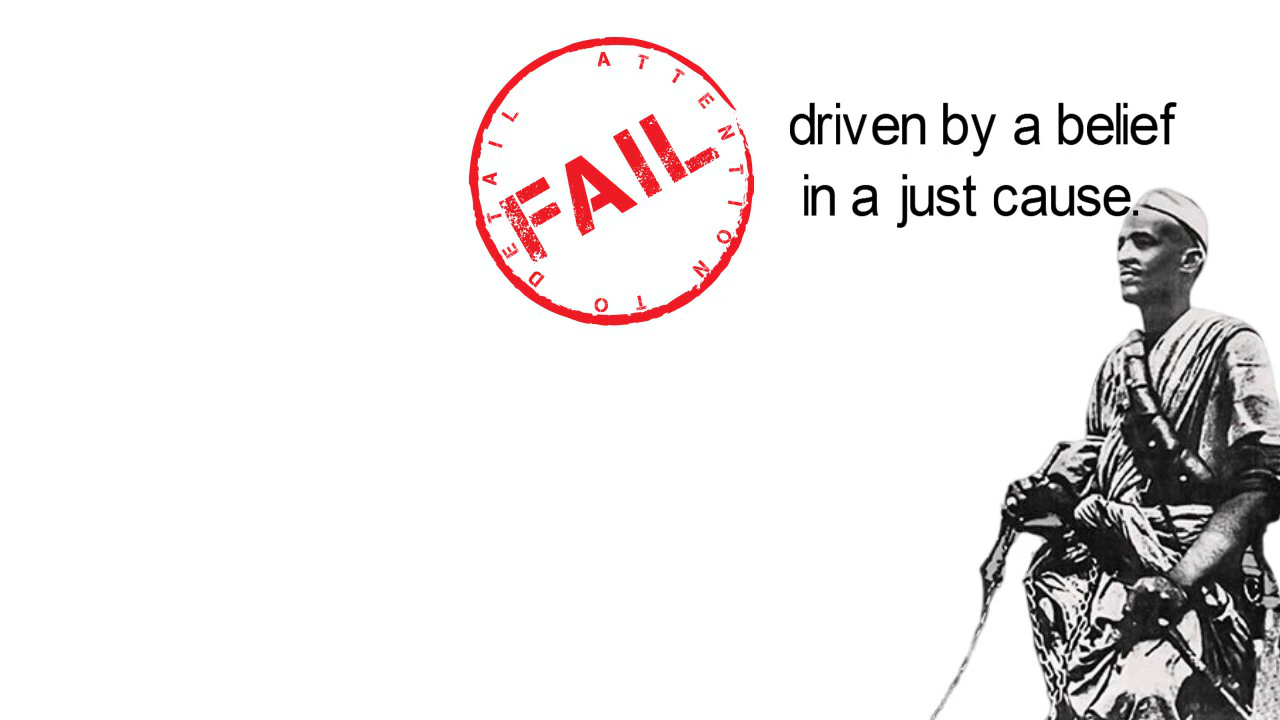 ATTENTION TO DETAIL
FAIL
driven by a belief
in a just cause.